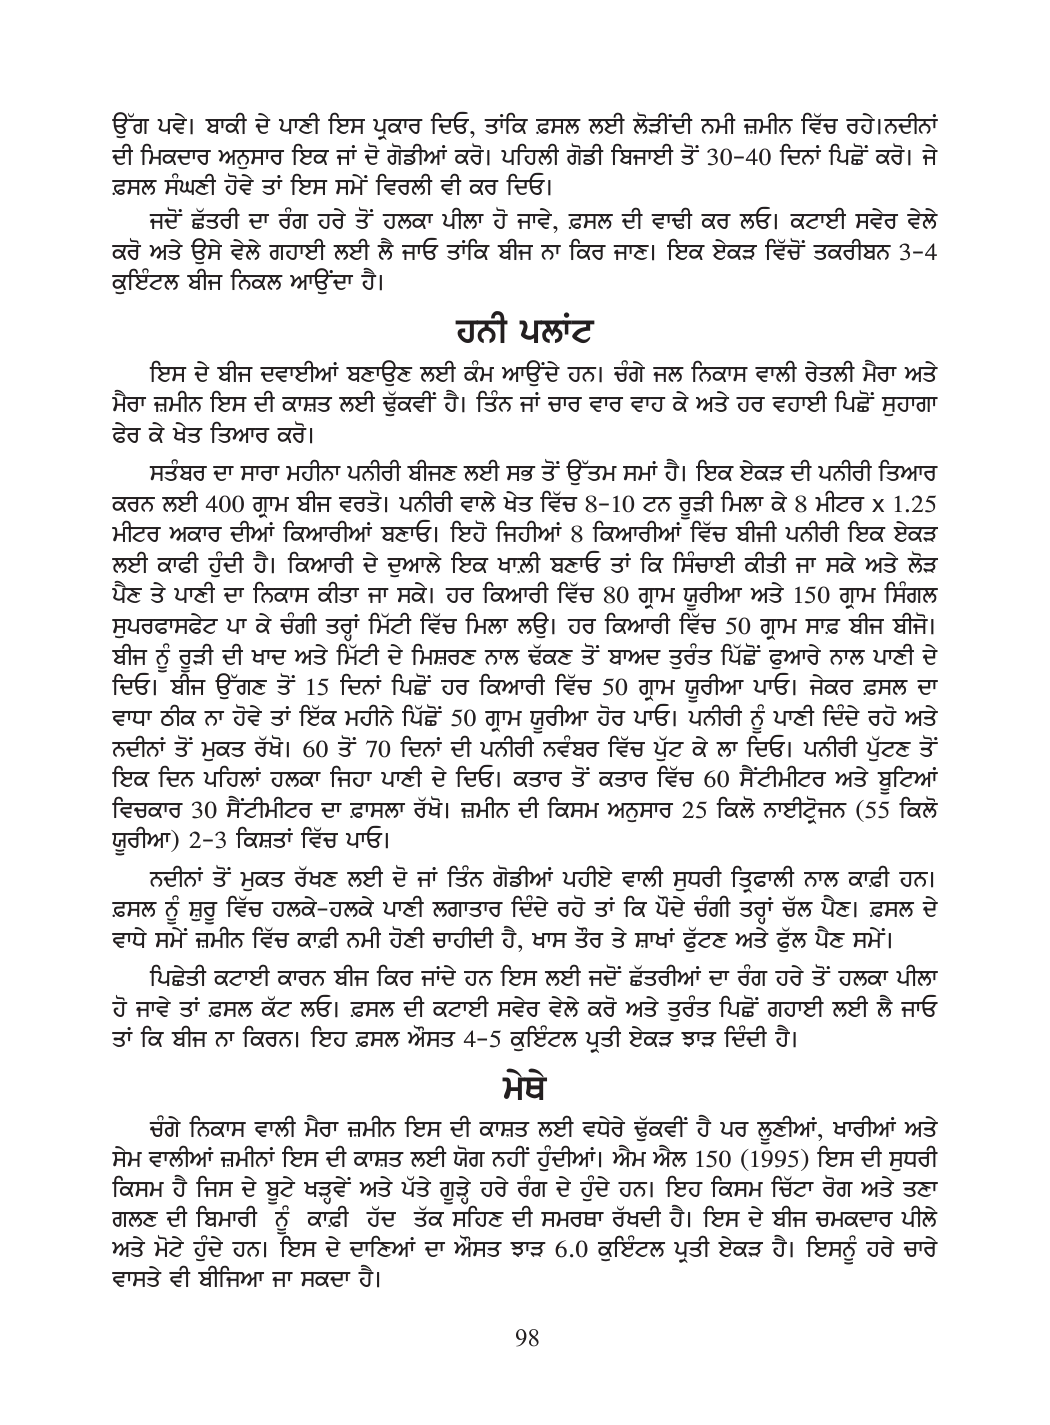 ਉੱਗ ਪਵੇ। ਬਾਕੀ ਦੇ ਪਾਣੀ ਇਸ ਪ੍ਰਕਾਰ ਦਿਓ, ਤਾਂਕਿ ਫ਼ਸਲ ਲਈ ਲੋੜੀਂਦੀ ਨਮੀ ਜ਼ਮੀਨ ਵਿੱਚ ਰਹੇ।ਨਦੀਨਾਂ
ਦੀ ਮਿਕਦਾਰ ਅਨੁਸਾਰ ਇਕ ਜਾਂ ਦੋ ਗੋਡੀਆਂ ਕਰੋ। ਪਹਿਲੀ ਗੋਡੀ ਬਿਜਾਈ ਤੋਂ 30-40 ਦਿਨਾਂ ਪਿਛੋਂ ਕਰੋ। ਜੇ
ਫ਼ਸਲ ਸੰਘਣੀ ਹੋਵੇ ਤਾਂ ਇਸ ਸਮੇਂ ਵਿਰਲੀ ਵੀ ਕਰ ਦਿਓ।
ਜਦੋਂ ਛੱਤਰੀ ਦਾ ਰੰਗ ਹਰੇ ਤੋਂ ਹਲਕਾ ਪੀਲਾ ਹੋ ਜਾਵੇ, ਫ਼ਸਲ ਦੀ ਵਾਢੀ ਕਰ ਲਓ। ਕਟਾਈ ਸਵੇਰ ਵੇਲੇ
ਕਰੋ ਅਤੇ ਉਸੇ ਵੇਲੇ ਗਹਾਈ ਲਈ ਲੈ ਜਾਓ ਤਾਂਕਿ ਬੀਜ ਨਾ ਕਿਰ ਜਾਣ। ਇਕ ਏਕੜ ਵਿੱਚੋਂ ਤਕਰੀਬਨ 3-4
ਕੁਇੰਟਲ ਬੀਜ ਨਿਕਲ ਆਉਂਦਾ ਹੈ।
ਹਨੀ ਪਲਾਂਟ
ਇਸ ਦੇ ਬੀਜ ਦਵਾਈਆਂ ਬਣਾਉਣ ਲਈ ਕੰਮ ਆਉਂਦੇ ਹਨ। ਚੰਗੇ ਜਲ ਨਿਕਾਸ ਵਾਲੀ ਰੇਤਲੀ ਮੈਰਾ ਅਤੇ
ਮੈਰਾ ਜ਼ਮੀਨ ਇਸ ਦੀ ਕਾਸ਼ਤ ਲਈ ਢੁੱਕਵੀਂ ਹੈ। ਤਿੰਨ ਜਾਂ ਚਾਰ ਵਾਰ ਵਾਹ ਕੇ ਅਤੇ ਹਰ ਵਹਾਈ ਪਿਛੋਂ ਸੁਹਾਗਾ
ਫੇਰ ਕੇ ਖੇਤ ਤਿਆਰ ਕਰੋ।
ਸਤੰਬਰ ਦਾ ਸਾਰਾ ਮਹੀਨਾ ਪਨੀਰੀ ਬੀਜਣ ਲਈ ਸਭ ਤੋਂ ਉੱਤਮ ਸਮਾਂ ਹੈ। ਇਕ ਏਕੜ ਦੀ ਪਨੀਰੀ ਤਿਆਰ
ਕਰਨ ਲਈ 400 ਗ੍ਰਾਮ ਬੀਜ ਵਰਤੋ। ਪਨੀਰੀ ਵਾਲੇ ਖੇਤ ਵਿੱਚ 8-10 ਟਨ ਰੂੜੀ ਮਿਲਾ ਕੇ 8 ਮੀਟਰ x 1.25
ਮੀਟਰ ਅਕਾਰ ਦੀਆਂ ਕਿਆਰੀਆਂ ਬਣਾਓ। ਇਹੋ ਜਿਹੀਆਂ 8 ਕਿਆਰੀਆਂ ਵਿੱਚ ਬੀਜੀ ਪਨੀਰੀ ਇਕ ਏਕੜ
ਲਈ ਕਾਫੀ ਹੁੰਦੀ ਹੈ। ਕਿਆਰੀ ਦੇ ਦੁਆਲੇ ਇਕ ਖਾਲ਼ੀ ਬਣਾਓ ਤਾਂ ਕਿ ਸਿੰਚਾਈ ਕੀਤੀ ਜਾ ਸਕੇ ਅਤੇ ਲੋੜ
ਪੈਣ ਤੇ ਪਾਣੀ ਦਾ ਨਿਕਾਸ ਕੀਤਾ ਜਾ ਸਕੇ। ਹਰ ਕਿਆਰੀ ਵਿੱਚ 80 ਗ੍ਰਾਮ ਯੂਰੀਆ ਅਤੇ 150 ਗ੍ਰਾਮ ਸਿੰਗਲ
ਸੁਪਰਫਾਸਫੇਟ ਪਾ ਕੇ ਚੰਗੀ ਤਰ੍ਹਾਂ ਮਿੱਟੀ ਵਿੱਚ ਮਿਲਾ ਲਉ। ਹਰ ਕਿਆਰੀ ਵਿੱਚ 50 ਗ੍ਰਾਮ ਸਾਫ਼ ਬੀਜ ਬੀਜੋ।
ਬੀਜ ਨੂੰ ਰੂੜੀ ਦੀ ਖਾਦ ਅਤੇ ਮਿੱਟੀ ਦੇ ਮਿਸ਼ਰਣ ਨਾਲ ਢੱਕਣ ਤੋਂ ਬਾਅਦ ਤੁਰੰਤ ਪਿੱਛੋਂ ਫੁਆਰੇ ਨਾਲ ਪਾਣੀ ਦੇ
ਦਿਓ। ਬੀਜ ਉੱਗਣ ਤੋਂ 15 ਦਿਨਾਂ ਪਿਛੋਂ ਹਰ ਕਿਆਰੀ ਵਿੱਚ 50 ਗ੍ਰਾਮ ਯੂਰੀਆ ਪਾਓ। ਜੇਕਰ ਫ਼ਸਲ ਦਾ
ਵਾਧਾ ਠੀਕ ਨਾ ਹੋਵੇ ਤਾਂ ਇੱਕ ਮਹੀਨੇ ਪਿੱਛੋਂ 50 ਗ੍ਰਾਮ ਯੂਰੀਆ ਹੋਰ ਪਾਓ। ਪਨੀਰੀ ਨੂੰ ਪਾਣੀ ਦਿੰਦੇ ਰਹੋ ਅਤੇ
ਨਦੀਨਾਂ ਤੋਂ ਮੁਕਤ ਰੱਖੋ। 60 ਤੋਂ 70 ਦਿਨਾਂ ਦੀ ਪਨੀਰੀ ਨਵੰਬਰ ਵਿੱਚ ਪੁੱਟ ਕੇ ਲਾ ਦਿਓ। ਪਨੀਰੀ ਪੁੱਟਣ ਤੋਂ
ਇਕ ਦਿਨ ਪਹਿਲਾਂ ਹਲਕਾ ਜਿਹਾ ਪਾਣੀ ਦੇ ਦਿਓ। ਕਤਾਰ ਤੋਂ ਕਤਾਰ ਵਿੱਚ 60 ਸੈਂਟੀਮੀਟਰ ਅਤੇ ਬੂਟਿਆਂ
ਵਿਚਕਾਰ 30 ਸੈਂਟੀਮੀਟਰ ਦਾ ਫ਼ਾਸਲਾ ਰੱਖੋ। ਜ਼ਮੀਨ ਦੀ ਕਿਸਮ ਅਨੁਸਾਰ 25 ਕਿਲੋ ਨਾਈਟ੍ਰੋਜਨ (55 ਕਿਲੋ
ਯੂਰੀਆ) 2-3 ਕਿਸ਼ਤਾਂ ਵਿੱਚ ਪਾਓ।
ਨਦੀਨਾਂ ਤੋਂ ਮੁਕਤ ਰੱਖਣ ਲਈ ਦੋ ਜਾਂ ਤਿੰਨ ਗੋਡੀਆਂ ਪਹੀਏ ਵਾਲੀ ਸੁਧਰੀ ਤ੍ਰਿਫਾਲੀ ਨਾਲ ਕਾਫ਼ੀ ਹਨ।
ਫ਼ਸਲ ਨੂੰ ਸ਼ੁਰੂ ਵਿੱਚ ਹਲਕੇ-ਹਲਕੇ ਪਾਣੀ ਲਗਾਤਾਰ ਦਿੰਦੇ ਰਹੋ ਤਾਂ ਕਿ ਪੌਦੇ ਚੰਗੀ ਤਰ੍ਹਾਂ ਚੱਲ ਪੈਣ। ਫ਼ਸਲ ਦੇ
ਵਾਧੇ ਸਮੇਂ ਜ਼ਮੀਨ ਵਿੱਚ ਕਾਫ਼ੀ ਨਮੀ ਹੋਣੀ ਚਾਹੀਦੀ ਹੈ, ਖਾਸ ਤੌਰ ਤੇ ਸ਼ਾਖਾਂ ਫੁੱਟਣ ਅਤੇ ਫੁੱਲ ਪੈਣ ਸਮੇਂ।
ਪਿਛੇਤੀ ਕਟਾਈ ਕਾਰਨ ਬੀਜ ਕਿਰ ਜਾਂਦੇ ਹਨ ਇਸ ਲਈ ਜਦੋਂ ਛੱਤਰੀਆਂ ਦਾ ਰੰਗ ਹਰੇ ਤੋਂ ਹਲਕਾ ਪੀਲਾ
ਹੋ ਜਾਵੇ ਤਾਂ ਫ਼ਸਲ ਕੱਟ ਲਓ। ਫ਼ਸਲ ਦੀ ਕਟਾਈ ਸਵੇਰ ਵੇਲੇ ਕਰੋ ਅਤੇ ਤੁਰੰਤ ਪਿਛੋਂ ਗਹਾਈ ਲਈ ਲੈ ਜਾਓ
ਤਾਂ ਕਿ ਬੀਜ ਨਾ ਕਿਰਨ। ਇਹ ਫ਼ਸਲ ਔਸਤ 4-5 ਕੁਇੰਟਲ ਪ੍ਰਤੀ ਏਕੜ ਝਾੜ ਦਿੰਦੀ ਹੈ।
ਮੇਥੇ
ਚੰਗੇ ਨਿਕਾਸ ਵਾਲੀ ਮੈਰਾ ਜ਼ਮੀਨ ਇਸ ਦੀ ਕਾਸ਼ਤ ਲਈ ਵਧੇਰੇ ਢੁੱਕਵੀਂ ਹੈ ਪਰ ਲੂਣੀਆਂ, ਖਾਰੀਆਂ ਅਤੇ
ਸੇਮ ਵਾਲੀਆਂ ਜ਼ਮੀਨਾਂ ਇਸ ਦੀ ਕਾਸ਼ਤ ਲਈ ਯੋਗ ਨਹੀਂ ਹੁੰਦੀਆਂ। ਐਮ ਐਲ 150 (1995) ਇਸ ਦੀ ਸੁਧਰੀ
ਕਿਸਮ ਹੈ ਜਿਸ ਦੇ ਬੂਟੇ ਖੜ੍ਹਵੇਂ ਅਤੇ ਪੱਤੇ ਗੂੜ੍ਹੇ ਹਰੇ ਰੰਗ ਦੇ ਹੁੰਦੇ ਹਨ। ਇਹ ਕਿਸਮ ਚਿੱਟਾ ਰੋਗ ਅਤੇ ਤਣਾ
ਗਲਣ ਦੀ ਬਿਮਾਰੀ ਨੂੰ ਕਾਫ਼ੀ ਹੱਦ ਤੱਕ ਸਹਿਣ ਦੀ ਸਮਰਥਾ ਰੱਖਦੀ ਹੈ। ਇਸ ਦੇ ਬੀਜ ਚਮਕਦਾਰ ਪੀਲੇ
ਅਤੇ ਮੋਟੇ ਹੁੰਦੇ ਹਨ। ਇਸ ਦੇ ਦਾਣਿਆਂ ਦਾ ਔਸਤ ਝਾੜ 6.0 ਕੁਇੰਟਲ ਪ੍ਰਤੀ ਏਕੜ ਹੈ। ਇਸਨੂੰ ਹਰੇ ਚਾਰੇ
ਵਾਸਤੇ ਵੀ ਬੀਜਿਆ ਜਾ ਸਕਦਾ ਹੈ।
98